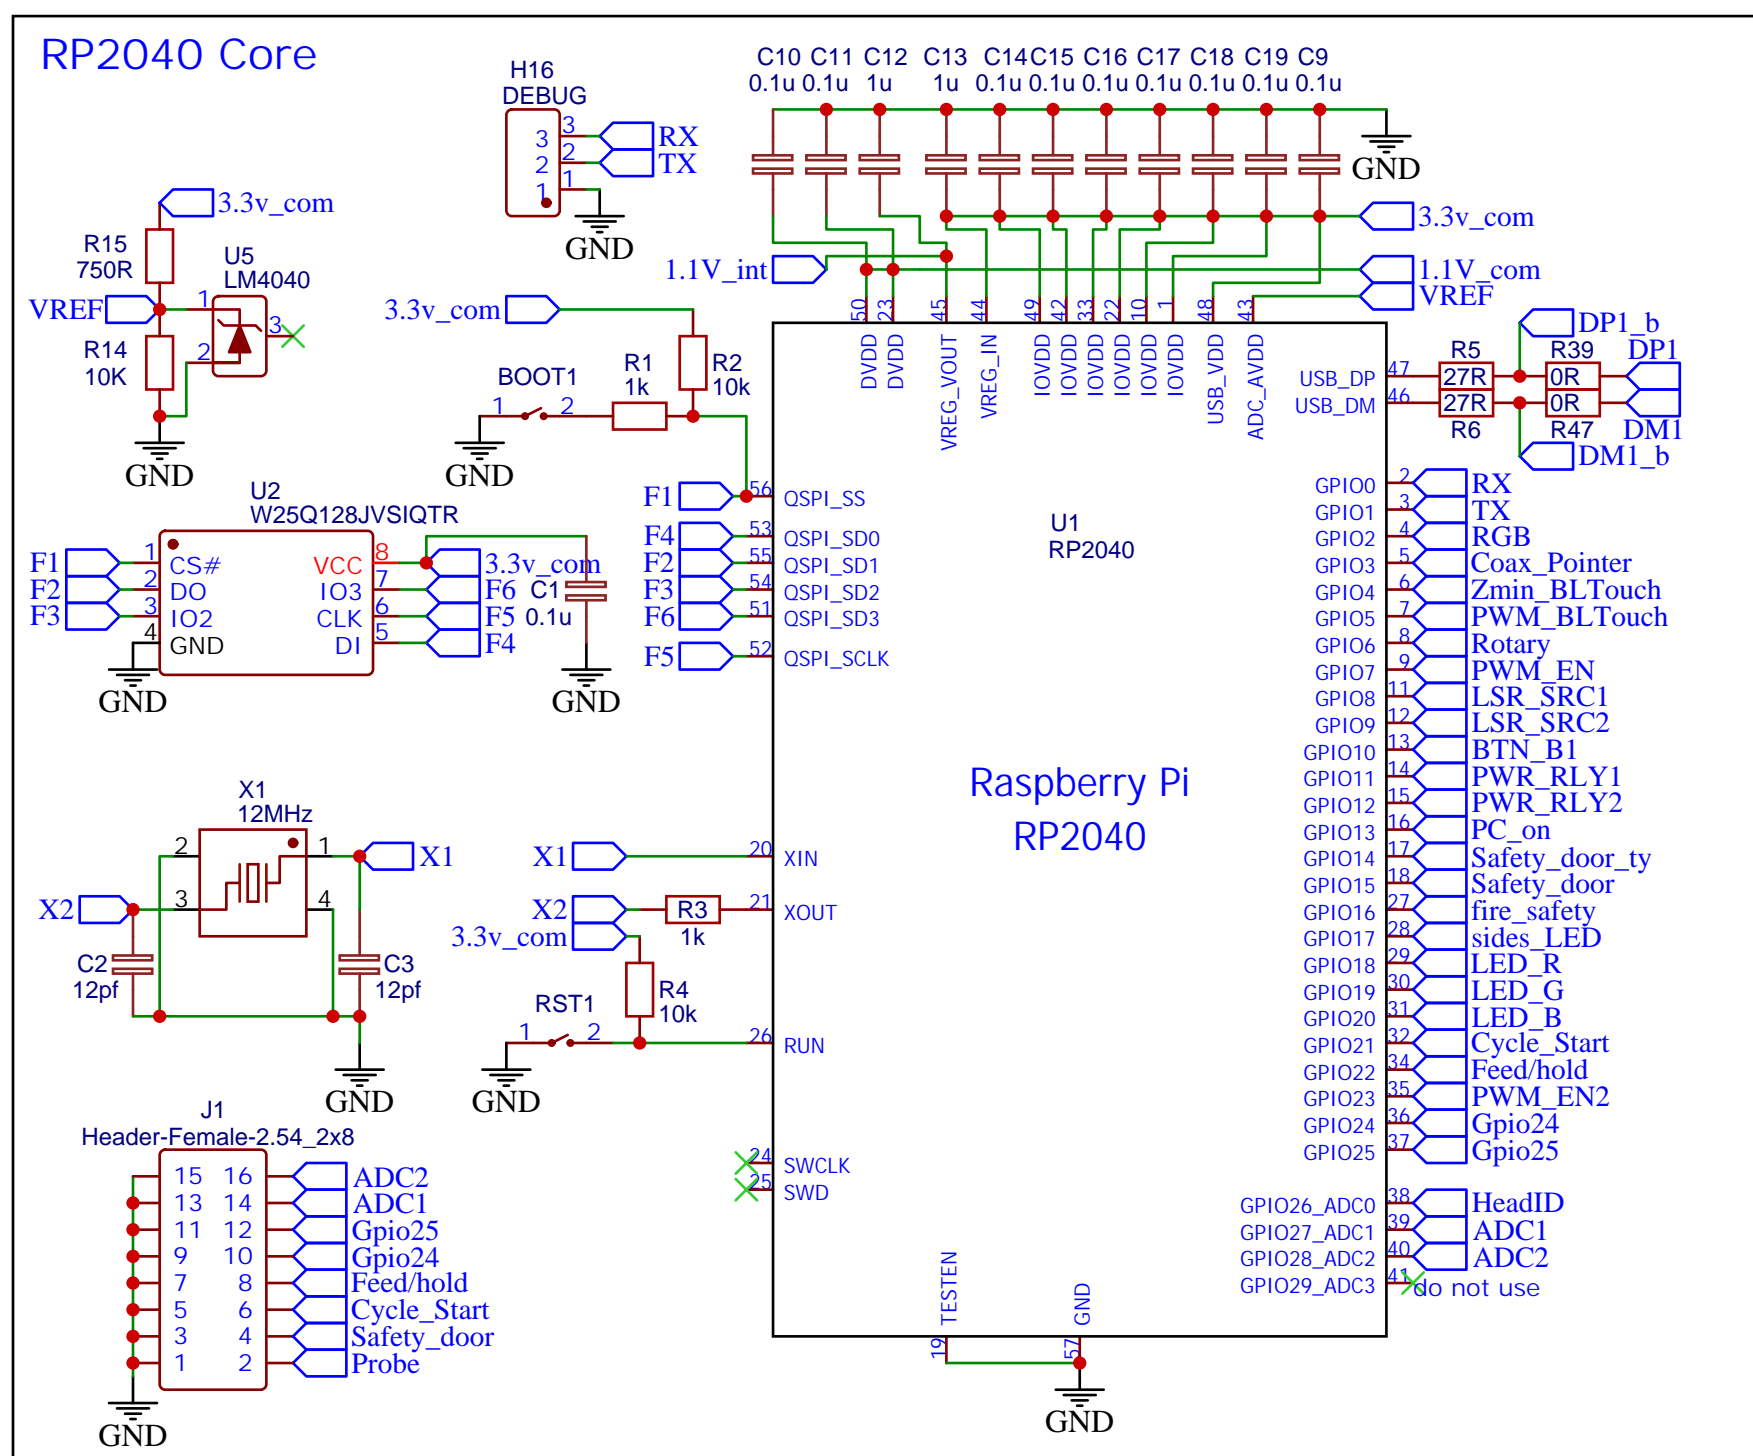 RP2040 Core
H16
DEBUG
3 3 RX
2 2 TX
1 1
GND
C10 C11 C12 C13 C14 C15 C16 C17 C18 C19 C9
0.1u 0.1u 1u 1u 0.1u 0.1u 0.1u 0.1u 0.1u 0.1u 0.1u
GND
3.3v_com
1.1V_int
1.1V_com
VREF
3.3v_com
R15
750R
U5
LM4040
VREF
1
2
3
R14
10K
GND
3.3v_com
R1
1k
R2
10k
BOOT1
1 2
GND
50 23 45 44 49 42 33 22 10 1 48 43
DVDD DVDD VREG_VOUT VREG_IN IOVDD IOVDD IOVDD IOVDD IOVDD IOVDD USB_VDD ADC_AVDD
DP1_b
R5 R39 DP1
USB_DP 47 27R 0R
USB_DM 46 27R 0R
R6 R47 DM1
DM1_b
U2
W25Q128JVSIQTR
F1 1 CS# VCC 8 3.3v_com
F2 2 DO IO3 7 F6
F3 3 IO2 CLK 6 F5
4 GND DI 5 F4
C1
0.1u
GND
GND
F1 56 QSPI_SS
F4 53 QSPI_SD0
F2 55 QSPI_SD1
F3 54 QSPI_SD2
F6 51 QSPI_SD3
F5 52 QSPI_SCLK
U1
RP2040
Raspberry Pi
RP2040
GPIO0 2 RX
GPIO1 3 TX
GPIO2 4 RGB
GPIO3 5 Coax_Pointer
GPIO4 6 Zmin_BLTouch
GPIO5 7 PWM_BLTouch
GPIO6 8 Rotary
GPIO7 9 PWM_EN
GPIO8 11 LSR_SRC1
GPIO9 12 LSR_SRC2
GPIO10 13 BTN_B1
GPIO11 14 PWR_RLY1
GPIO12 15 PWR_RLY2
GPIO13 16 PC_on
GPIO14 17 Safety_door_ty
GPIO15 18 Safety_door
GPIO16 27 fire_safety
GPIO17 28 sides_LED
GPIO18 29 LED_R
GPIO19 30 LED_G
GPIO20 31 LED_B
GPIO21 32 Cycle_Start
GPIO22 34 Feed/hold
GPIO23 35 PWM_EN2
GPIO24 36 Gpio24
GPIO25 37 Gpio25
GPIO26_ADC0 38 HeadID
GPIO27_ADC1 39 ADC1
GPIO28_ADC2 40 ADC2
GPIO29_ADC3 41 do not use
X1
12MHz
2 1 X1
X2 3 4
C2
12pf
C3
12pf
GND
X1 20 XIN
X2 R3 21 XOUT
1k
3.3v_com
R4
10k
RST1
1 2 26 RUN
GND
24 SWCLK
25 SWD
TESTEN GND
19 57
GND
J1
Header-Female-2.54_2x8
15 16 ADC2
13 14 ADC1
11 12 Gpio25
9 10 Gpio24
7 8 Feed/hold
5 6 Cycle_Start
3 4 Safety_door
1 2 Probe
GND